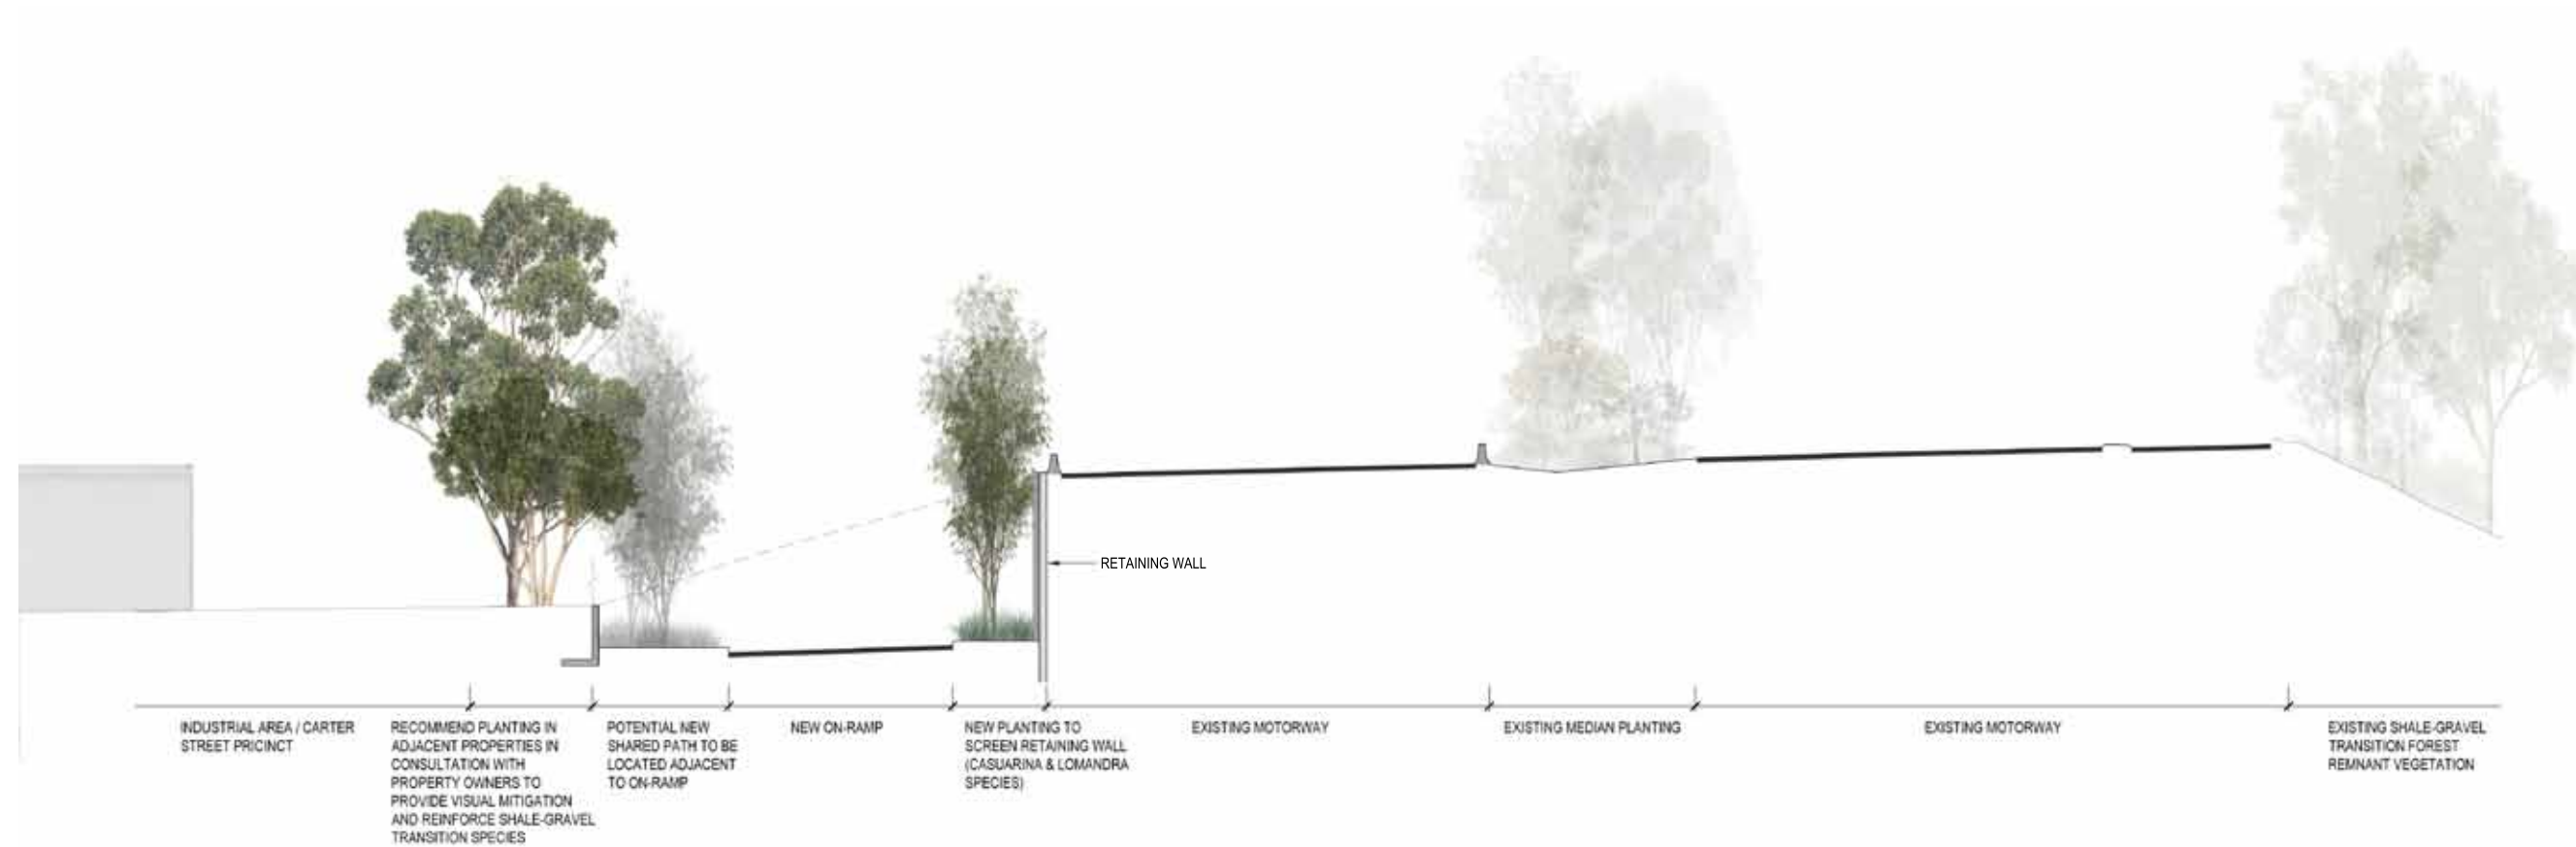 RETAINING WALL
INDUSTRIAL AREA / CARTER
STREET PRICINCT
RECOMMEND PLANTING IN
ADJACENT PROPERTIES IN
CONSULTATION WITH
PROPERTY OWNERS TO
PROVIDE VISUAL MITIGATION
AND REINFORCE SHALE-GRAVEL
TRANSITION SPECIES
POTENTIAL NEW
SHARED PATH TO BE
LOCATED ADJACENT
TO ON-RAMP
NEW ON-RAMP
NEW PLANTING TO
SCREEN RETAINING WALL
(CASUARINA & LOMANDRA
SPECIES)
EXISTING MOTORWAY
EXISTING MEDIAN PLANTING
EXISTING MOTORWAY
EXISTING SHALE-GRAVEL
TRANSITION FOREST
REMNANT VEGETATION